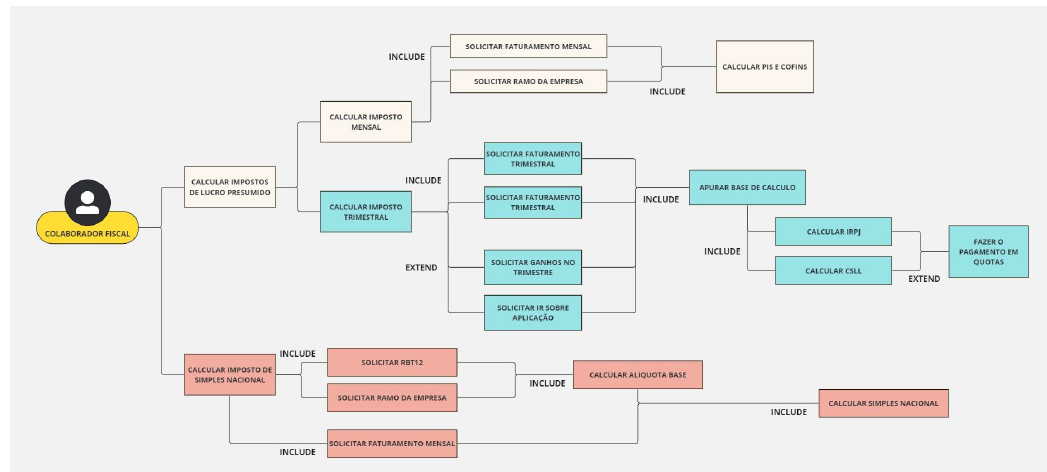 SOLICITAR FATURAMENTO MENSAL
INCLUDE
SOLICITAR RAMO DA EMPRESA
CALCULAR PIS E COFINS
INCLUDE
CALCULAR IMPOSTO
MENSAL
CALCULAR IMPOSTOS
DE LUCRO PRESUMIDO
COLABORADOR FISCAL
CALCULAR IMPOSTO
TRIMESTRAL
INCLUDE
SOLICITAR FATURAMENTO
TRIMESTRAL
SOLICITAR FATURAMENTO
TRIMESTRAL
EXTEND
SOLICITAR GANHOS NO
TRIMESTRE
SOLICITAR IR SOBRE
APLICAÇÃO
INCLUDE
APURAR BASE DE CALCULO
INCLUDE
CALCULAR IRPJ
CALCULAR CSLL
EXTEND
FAZER O
PAGAMENTO EM
QUOTAS
CALCULAR IMPOSTO DE
SIMPLES NACIONAL
INCLUDE
SOLICITAR RBT12
SOLICITAR RAMO DA EMPRESA
INCLUDE
CALCULAR ALIQUOTA BASE
INCLUDE
SOLICITAR FATURAMENTO MENSAL
INCLUDE
CALCULAR SIMPLES NACIONAL